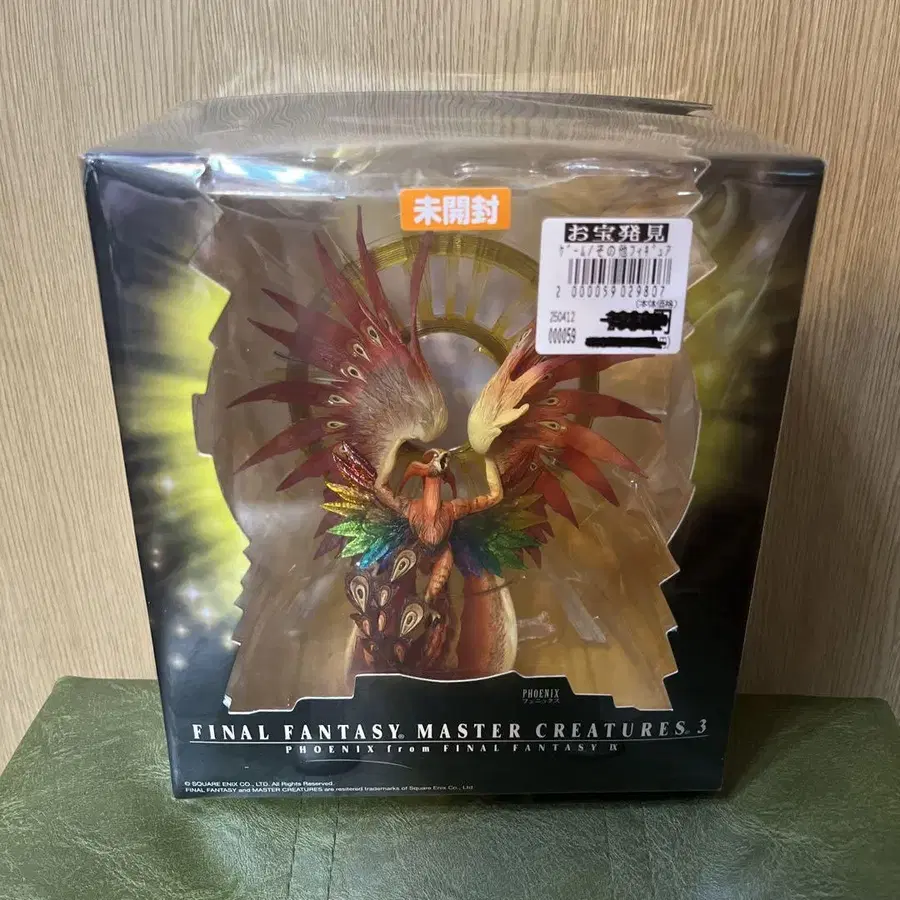 未開封
お宝発見
ゲーム/その他フィギュア
2 000059 029807
(本体価格)
250412
000059
PHOENIX
フェニックス
FINAL FANTASY® MASTER CREATURES® 3
PHOENIX from FINAL FANTASY IX
© SQUARE ENIX CO., LTD. All Rights Reserved.
FINAL FANTASY and MASTER CREATURES are restered trademarks of Square Enix Co., Ltd